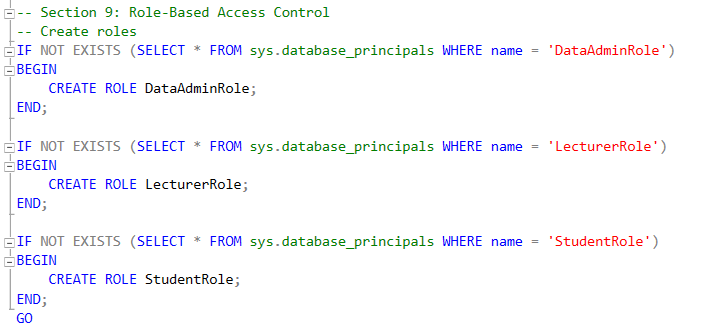 -- Section 9: Role-Based Access Control
-- Create roles
IF NOT EXISTS (SELECT * FROM sys.database_principals WHERE name = 'DataAdminRole')
BEGIN
    CREATE ROLE DataAdminRole;
END;

IF NOT EXISTS (SELECT * FROM sys.database_principals WHERE name = 'LecturerRole')
BEGIN
    CREATE ROLE LecturerRole;
END;

IF NOT EXISTS (SELECT * FROM sys.database_principals WHERE name = 'StudentRole')
BEGIN
    CREATE ROLE StudentRole;
END;
GO